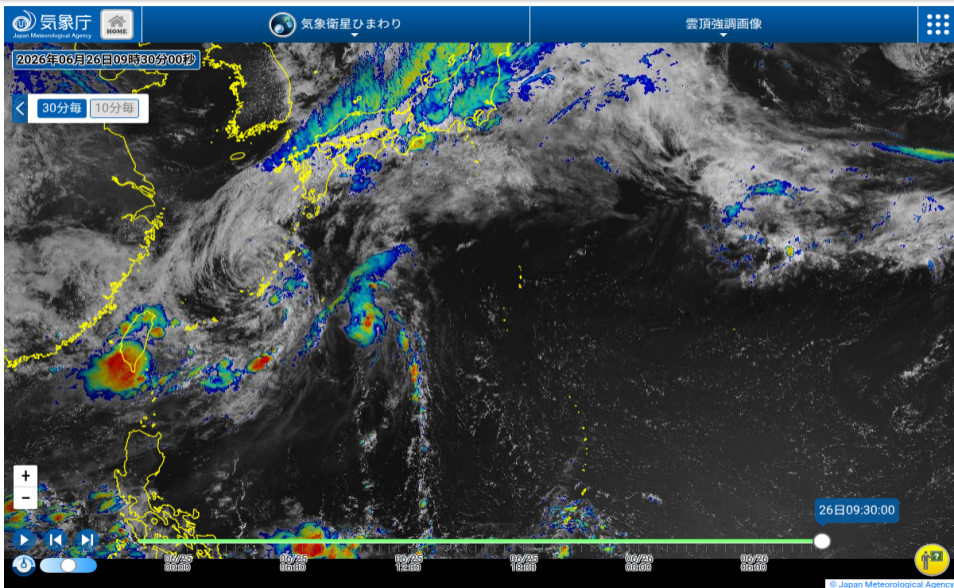 気象庁
Japan Meteorological Agency
HOME
気象衛星ひまわり
雲頂強調画像
2026年06月26日09時30分00秒
30分毎
10分毎
+
−
26日09:30:00
06/25
00:00
06/25
06:00
06/25
12:00
06/25
18:00
06/26
00:00
06/26
06:00
© Japan Meteorological Agency